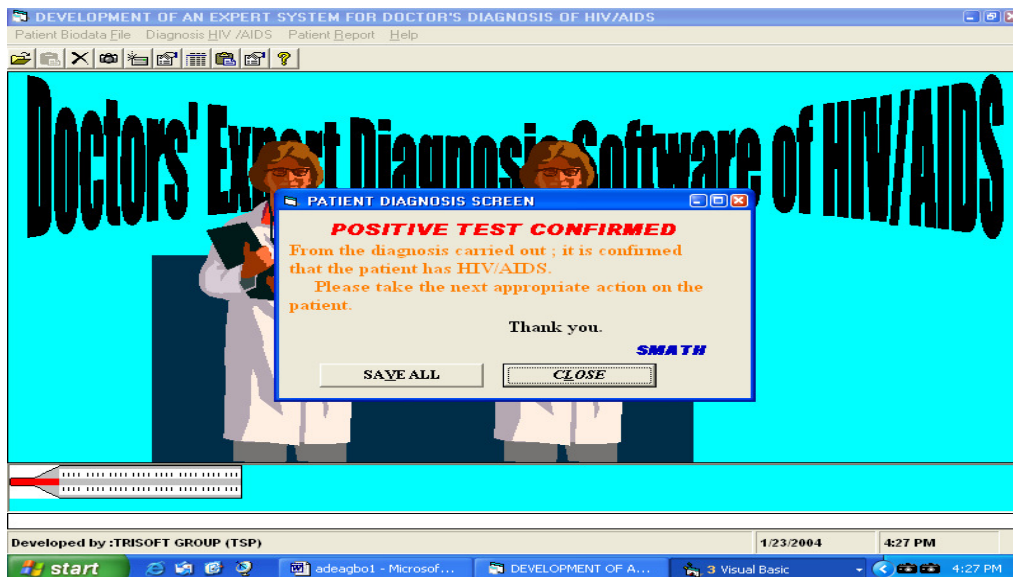 DEVELOPMENT OF AN EXPERT SYSTEM FOR DOCTOR'S DIAGNOSIS OF HIV/AIDS
Patient Biodata File Diagnosis HIV /AIDS Patient Report Help
Doctors' Expert Diagnosis Software of HIV/AIDS
PATIENT DIAGNOSIS SCREEN
POSITIVE TEST CONFIRMED
From the diagnosis carried out ; it is confirmed
that the patient has HIV/AIDS.
Please take the next appropriate action on the
patient.
Thank you.
SMATH
SAVE ALL CLOSE
Developed by :TRISOFT GROUP (TSP) 1/23/2004 4:27 PM
start adeagbo1 - Microsof... DEVELOPMENT OF A... 3 Visual Basic 4:27 PM